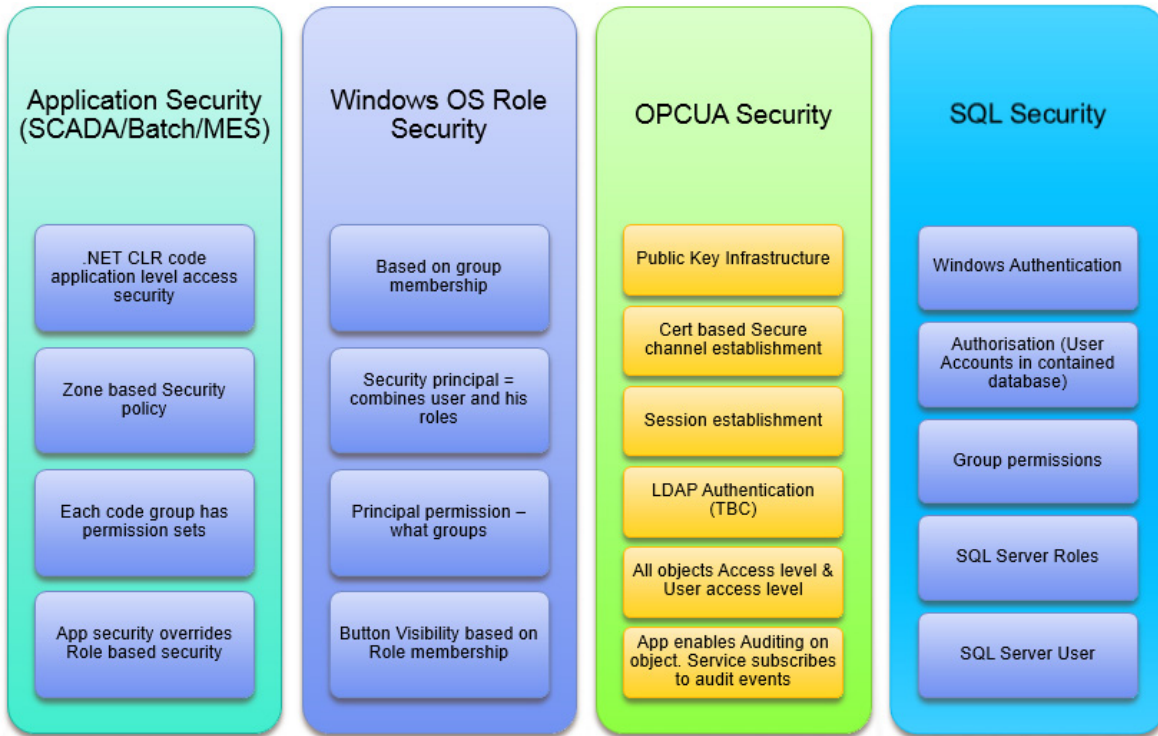 Application Security
(SCADA/Batch/MES)
.NET CLR code
application level access
security
Zone based Security
policy
Each code group has
permission sets
App security overrides
Role based security
Windows OS Role
Security
Based on group
membership
Security principal =
combines user and his
roles
Principal permission –
what groups
Button Visibility based on
Role membership
OPCUA Security
Public Key Infrastructure
Cert based Secure
channel establishment
Session establishment
LDAP Authentication
(TBC)
All objects Access level &
User access level
App enables Auditing on
object. Service subscribes
to audit events
SQL Security
Windows Authentication
Authorisation (User
Accounts in contained
database)
Group permissions
SQL Server Roles
SQL Server User